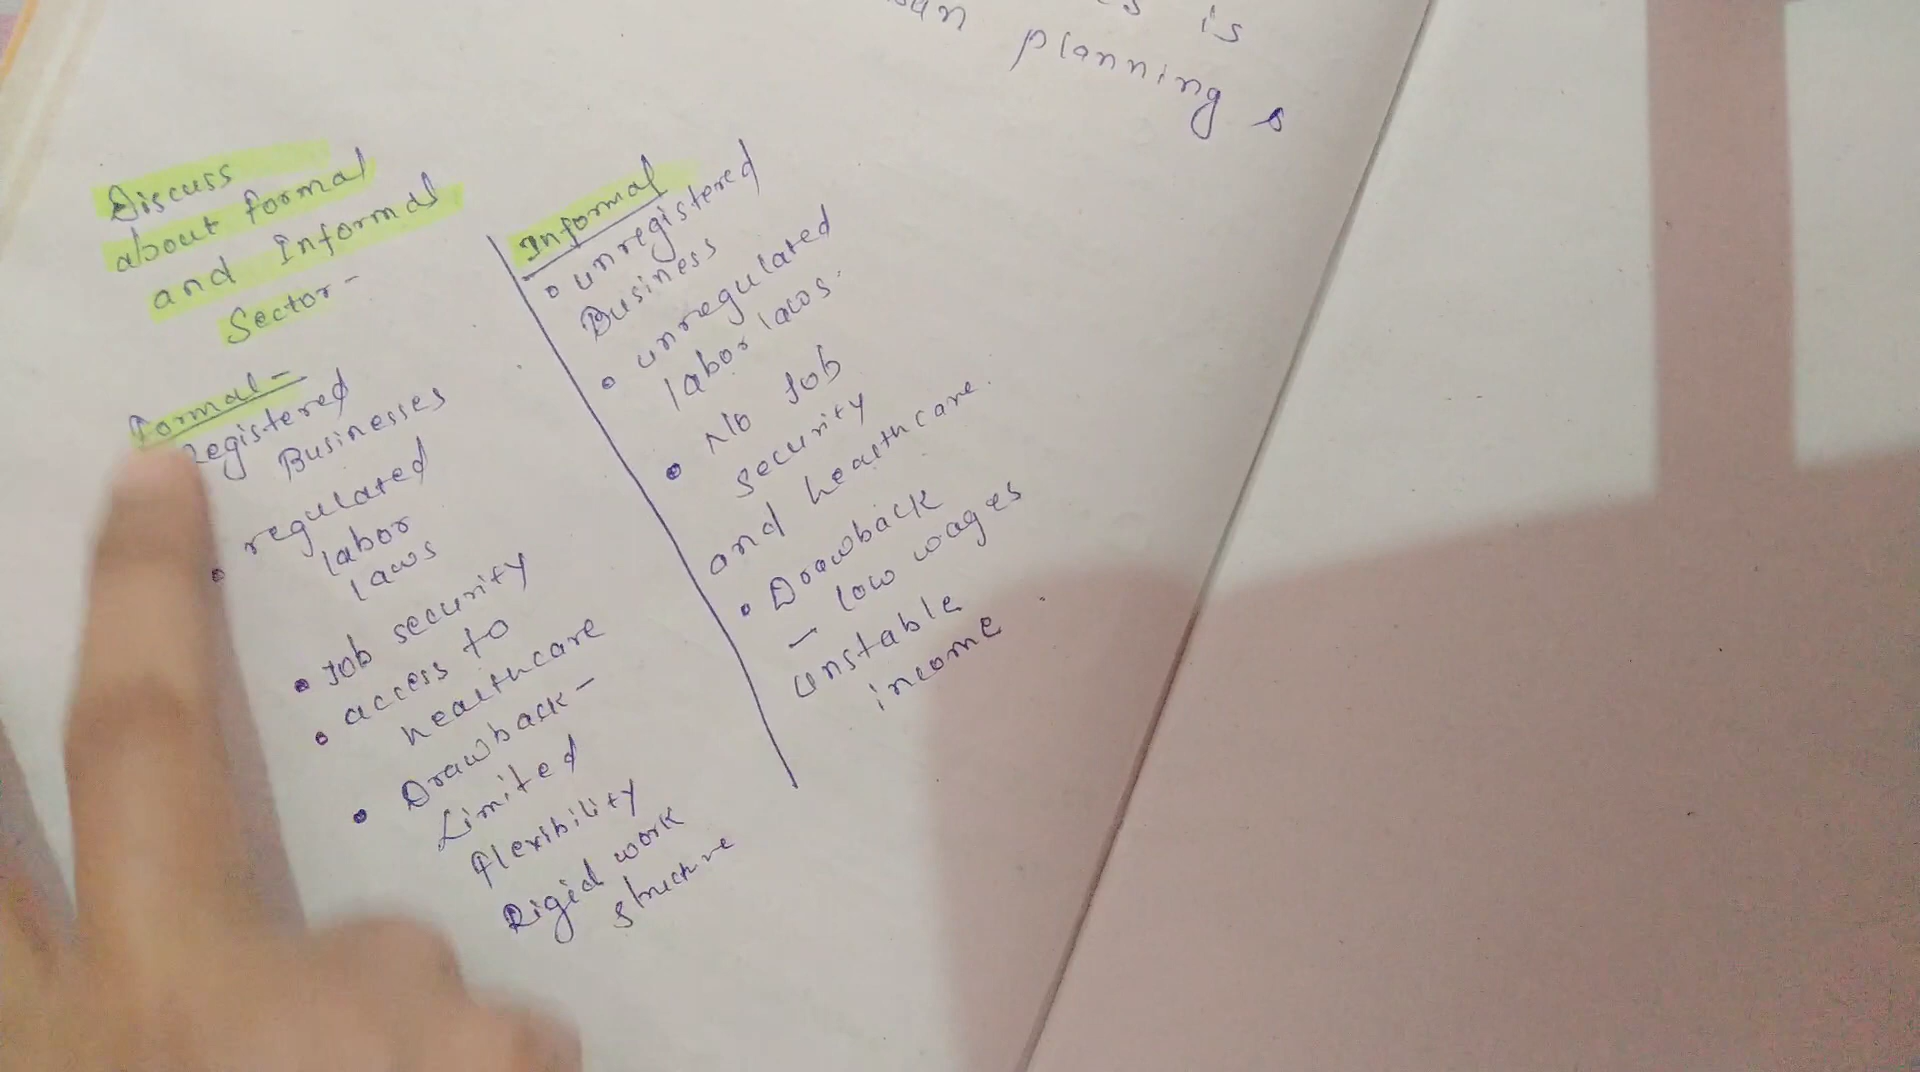 is
planning
Discuss
about formal
and Informal
Sector-
Formal-
Registered
Businesses
regulated
labor
laws
• Job security
• access to
healthcare
• Drawback-
Limited
flexibility
Rigid work
structure
Informal
• unregistered
Business
• unregulated
labor laws.
• No Job
security
and healthcare.
• Drawback
- low wages
unstable
income